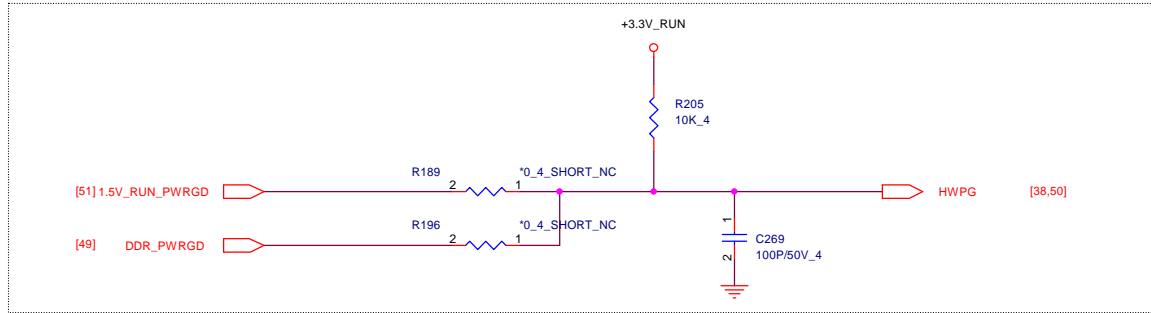 +3.3V_RUN
R205
10K_4
R189
*0_4_SHORT_NC
[51] 1.5V_RUN_PWRGD
2
1
HWPG
[38,50]
R196
*0_4_SHORT_NC
[49]
DDR_PWRGD
2
1
1
C269
2
100P/50V_4